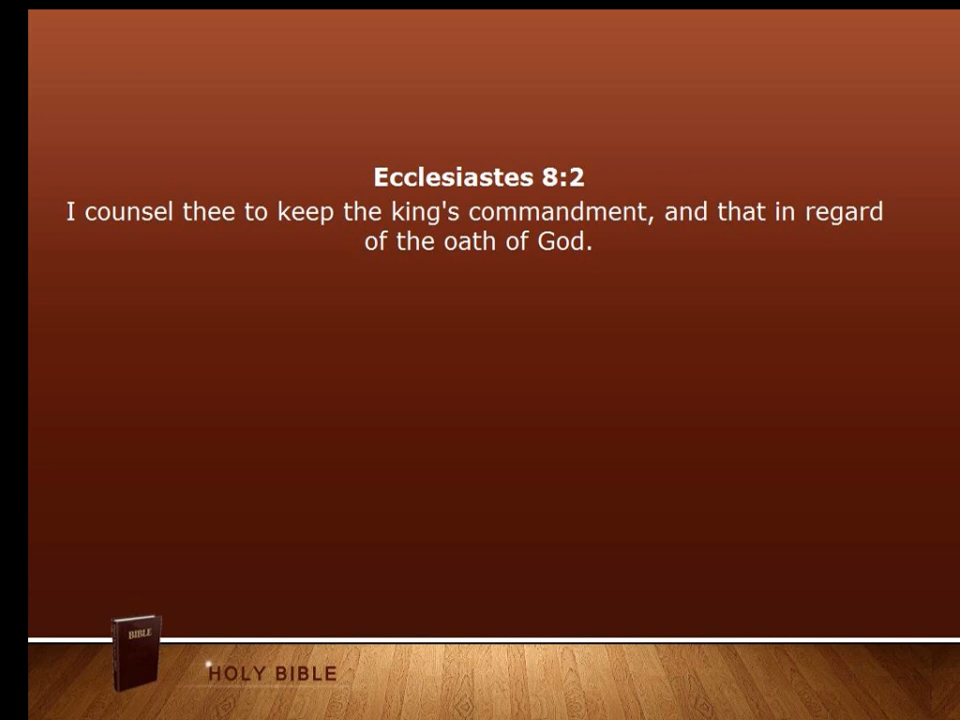 Ecclesiastes 8:2
I counsel thee to keep the king's commandment, and that in regard
of the oath of God.
BIBLE
HOLY BIBLE